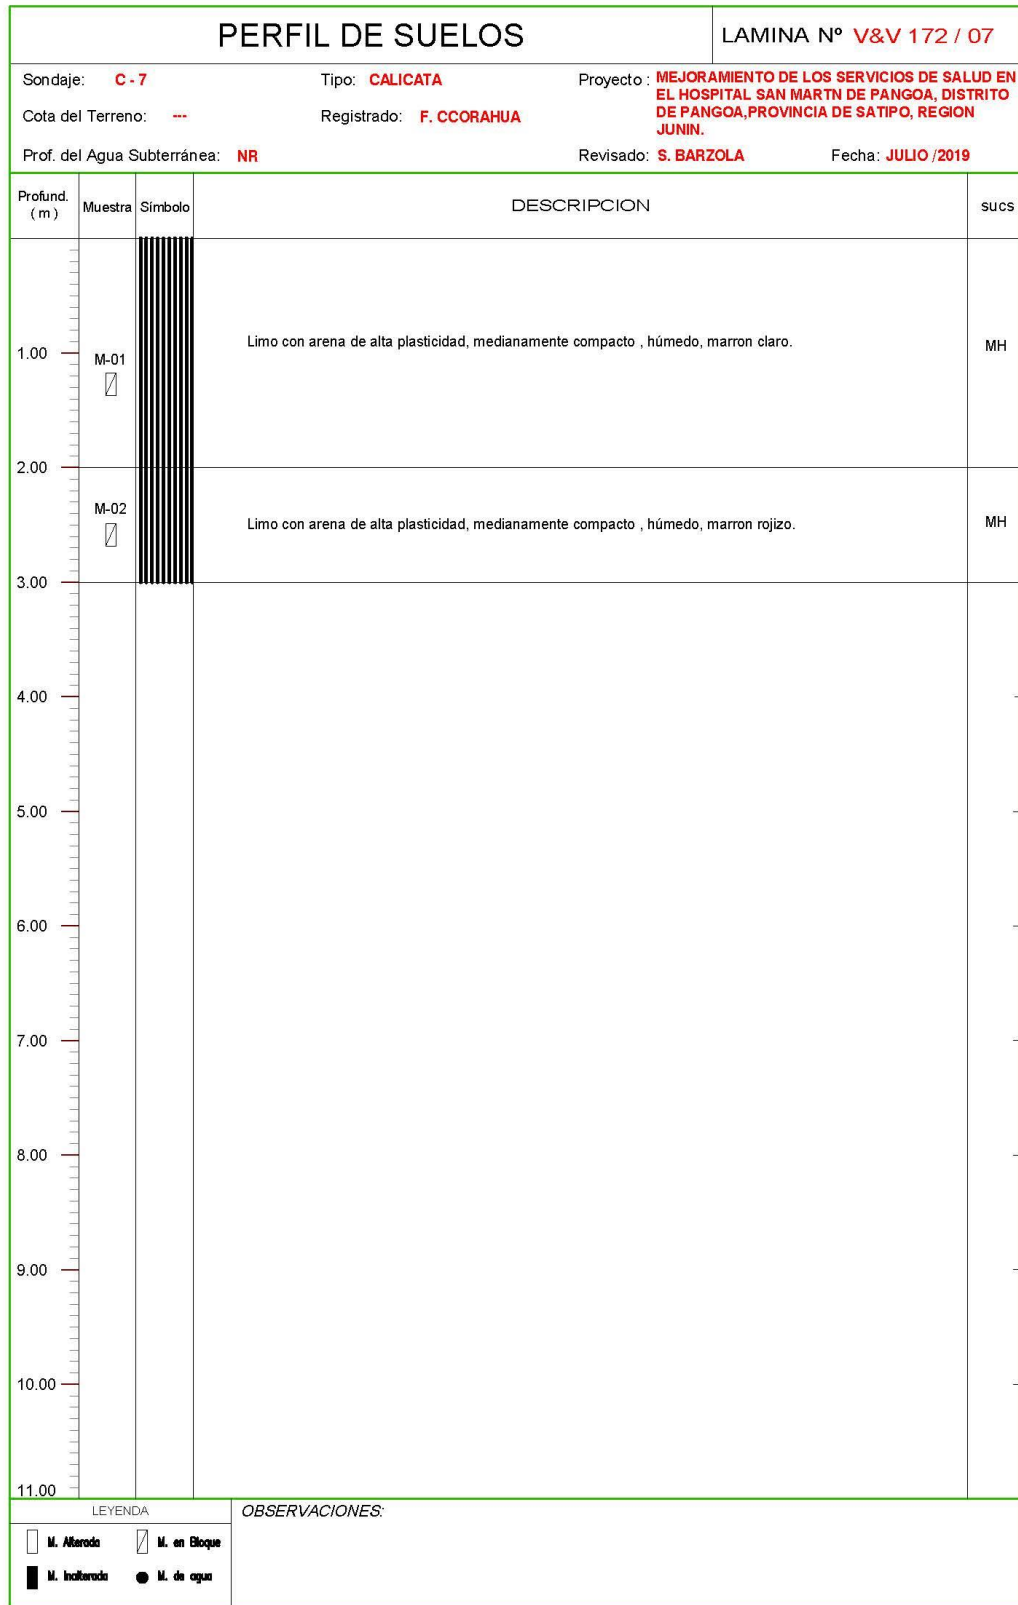 PERFIL DE SUELOS
LAMINA Nº V&V 172 / 07
Sondaje: C - 7
Tipo: CALICATA
Proyecto : MEJORAMIENTO DE LOS SERVICIOS DE SALUD EN
EL HOSPITAL SAN MARTN DE PANGOA, DISTRITO
DE PANGOA,PROVINCIA DE SATIPO, REGION
JUNIN.
Cota del Terreno: ---
Registrado: F. CCORAHUA
Prof. del Agua Subterránea: NR
Revisado: S. BARZOLA
Fecha: JULIO /2019
Profund.
( m )
Muestra
Símbolo
DESCRIPCION
sucs
1.00
M-01
Limo con arena de alta plasticidad, medianamente compacto , húmedo, marron claro.
MH
2.00
M-02
Limo con arena de alta plasticidad, medianamente compacto , húmedo, marron rojizo.
MH
3.00
4.00
5.00
6.00
7.00
8.00
9.00
10.00
11.00
LEYENDA
M. Alterada
M. en Bloque
M. Inalterada
M. de agua
OBSERVACIONES: